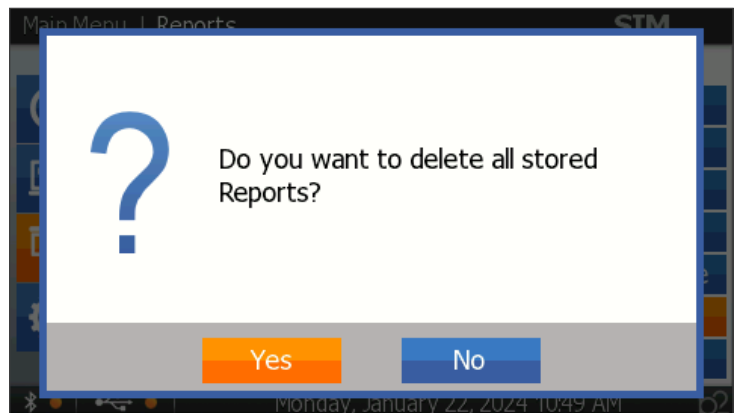 Main Menu | Reports SIM
Do you want to delete all stored
Reports?
Yes No
Monday, January 22, 2024 10:49 AM